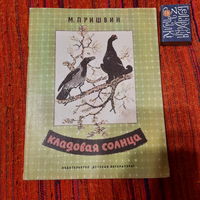 М. ПРИШВИН
КЛАДОВАЯ СОЛНЦА
ИЗДАТЕЛЬСТВО „ДЕТСКАЯ ЛИТЕРАТУРА"